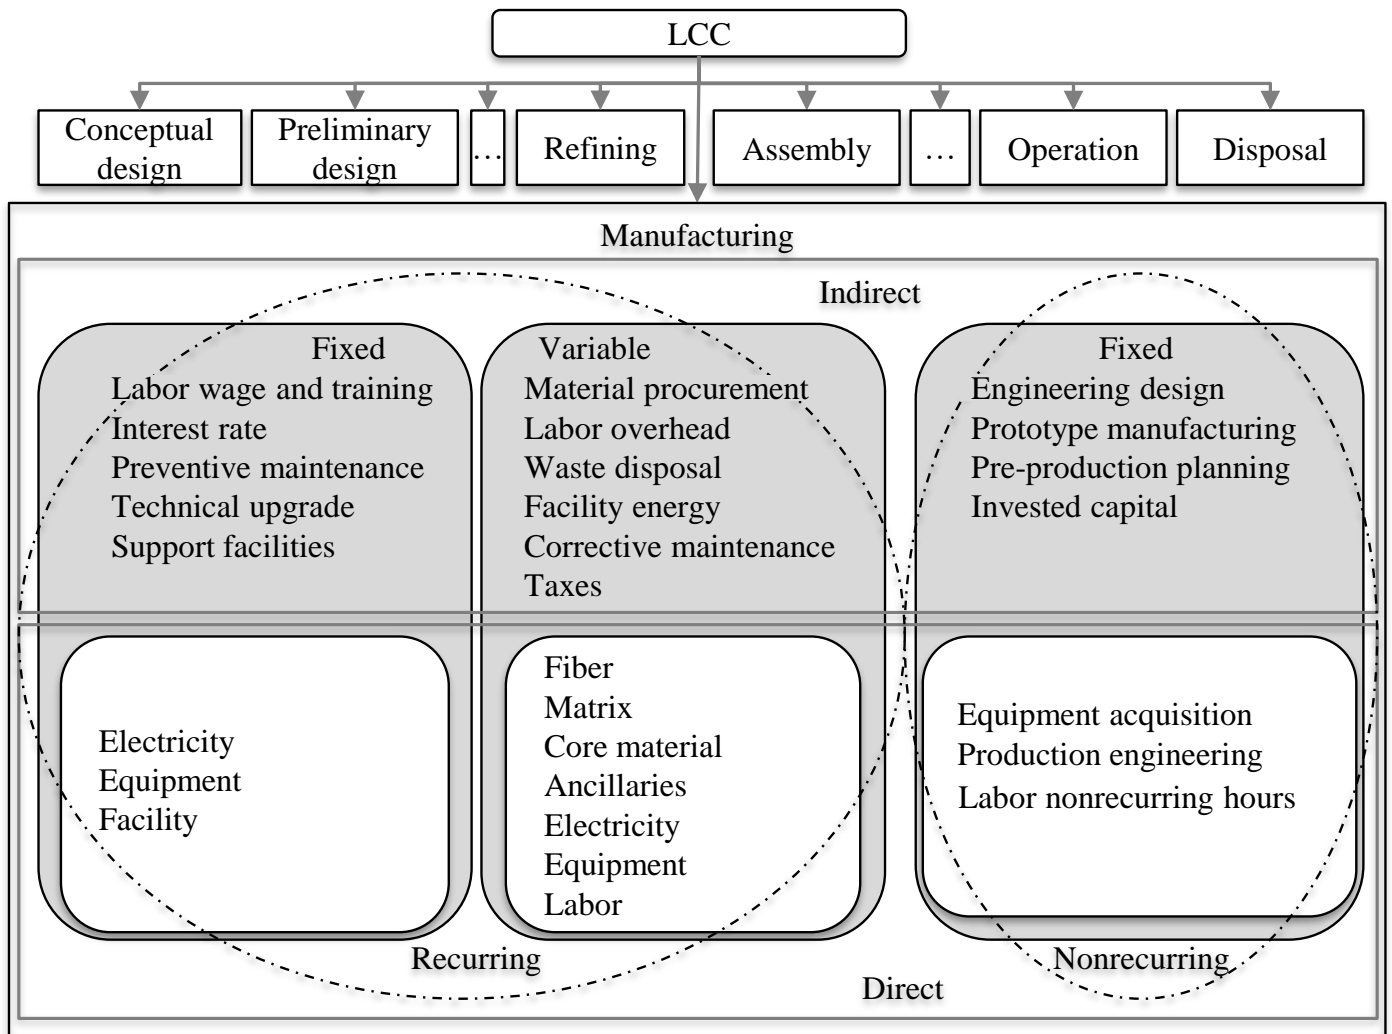 LCC
Conceptual
design
Preliminary
design
…
Refining
Assembly
…
Operation
Disposal
Manufacturing
Indirect
Fixed
Labor wage and training
Interest rate
Preventive maintenance
Technical upgrade
Support facilities
Variable
Material procurement
Labor overhead
Waste disposal
Facility energy
Corrective maintenance
Taxes
Fixed
Engineering design
Prototype manufacturing
Pre-production planning
Invested capital
Electricity
Equipment
Facility
Fiber
Matrix
Core material
Ancillaries
Electricity
Equipment
Labor
Equipment acquisition
Production engineering
Labor nonrecurring hours
Recurring
Nonrecurring
Direct